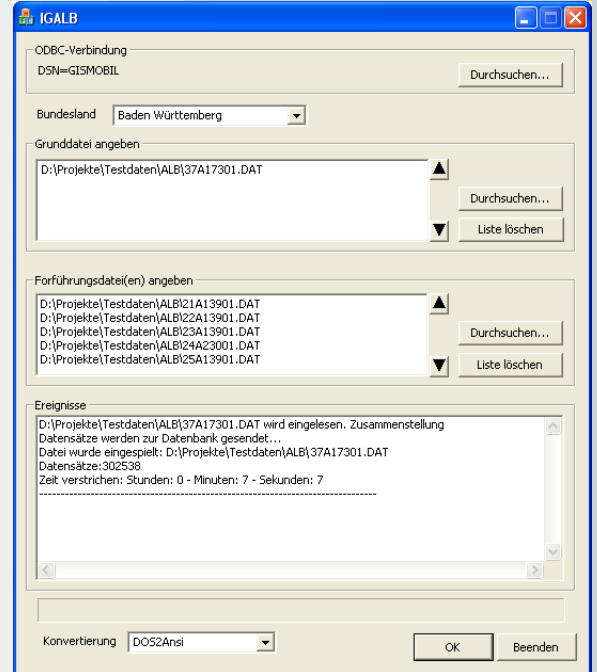 IGALB
ODBC-Verbindung
DSN=GISMOBIL
Durchsuchen...
Bundesland Baden Württemberg
Grunddatei angeben
D:\Projekte\Testdaten\ALB\37A17301.DAT
Durchsuchen...
Liste löschen
Forführungsdatei(en) angeben
D:\Projekte\Testdaten\ALB\21A13901.DAT
D:\Projekte\Testdaten\ALB\22A13901.DAT
D:\Projekte\Testdaten\ALB\23A13901.DAT
D:\Projekte\Testdaten\ALB\24A23001.DAT
D:\Projekte\Testdaten\ALB\25A13901.DAT
Durchsuchen...
Liste löschen
Ereignisse
D:\Projekte\Testdaten\ALB\37A17301.DAT wird eingelesen. Zusammenstellung
Datensätze werden zur Datenbank gesendet...
Datei wurde eingespielt: D:\Projekte\Testdaten\ALB\37A17301.DAT
Datensätze:302538
Zeit verstrichen: Stunden: 0 - Minuten: 7 - Sekunden: 7
--------------------------------------------------------------------------------
Konvertierung DOS2Ansi
OK Beenden